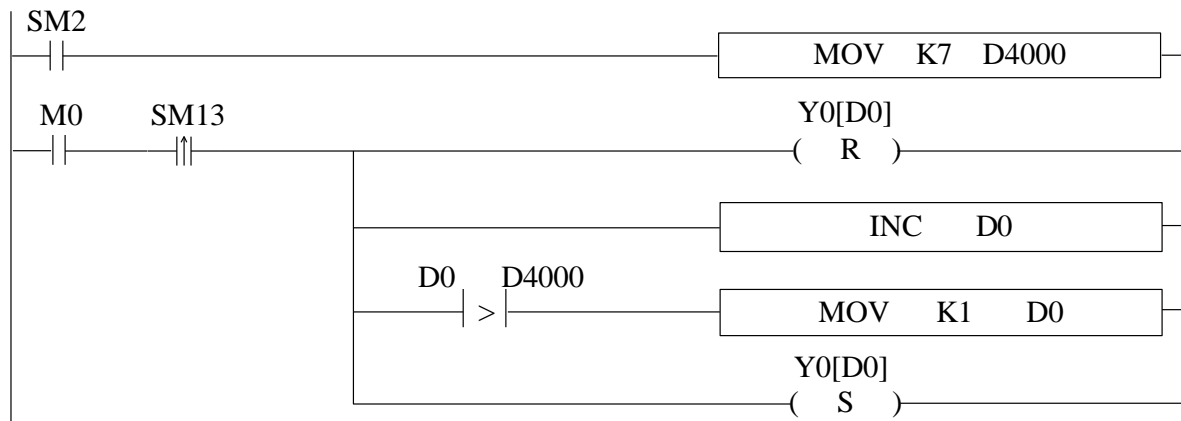 SM2
MOV K7 D4000
M0 SM13 Y0[D0]
( R )
INC D0
D0 D4000
> MOV K1 D0
Y0[D0]
( S )